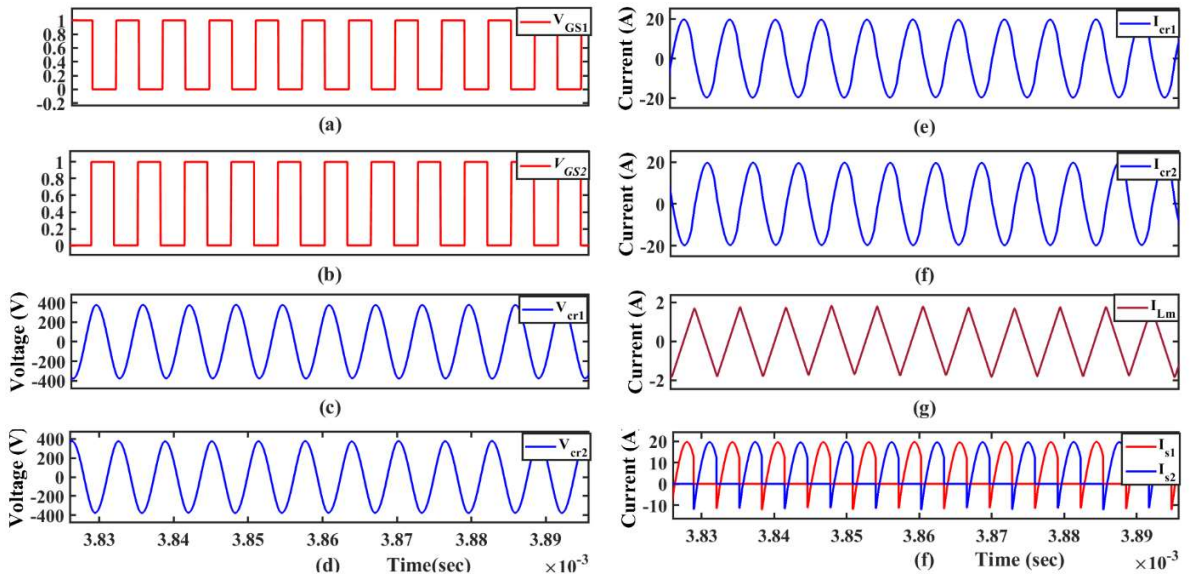 1
0.8
0.6
0.4
0.2
0
-0.2
V_GS1
(a)
1
0.8
0.6
0.4
0.2
0
V_GS2
(b)
Voltage (V)
400
200
0
-200
-400
V_cr1
(c)
Voltage (V)
400
200
0
-200
-400
V_cr2
3.83 3.84 3.85 3.86 3.87 3.88 3.89
(d) Time(sec) ×10^-3
Current (A)
20
0
-20
I_cr1
(e)
Current (A)
20
0
-20
I_cr2
(f)
Current (A)
2
0
-2
I_Lm
(g)
Current (A
20
10
0
-10
I_s1
I_s2
3.83 3.84 3.85 3.86 3.87 3.88 3.89
(f) Time (sec) ×10^-3